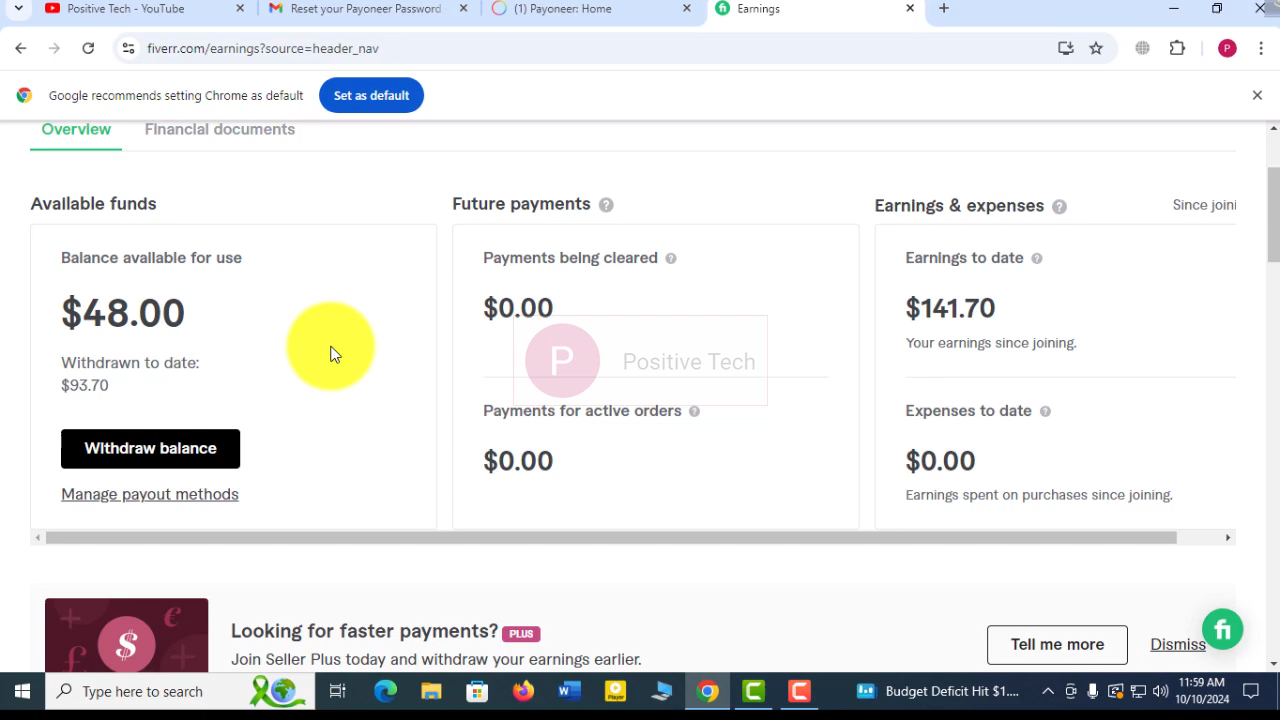 Positive Tech - YouTube
Reset your Payoneer Password
(1) Payoneer: Home
Earnings
fiverr.com/earnings?source=header_nav
P
Google recommends setting Chrome as default
Set as default
Overview
Financial documents
Available funds
Future payments ?
Earnings & expenses ?
Since joini
Balance available for use
$48.00
Withdrawn to date:
$93.70
Withdraw balance
Manage payout methods
Payments being cleared ?
$0.00
P Positive Tech
Payments for active orders ?
$0.00
Earnings to date ?
$141.70
Your earnings since joining.
Expenses to date ?
$0.00
Earnings spent on purchases since joining.
$
€
£
Looking for faster payments? PLUS
Join Seller Plus today and withdraw your earnings earlier.
Tell me more
Dismiss
fi
Type here to search
Budget Deficit Hit $1....
11:59 AM
10/10/2024